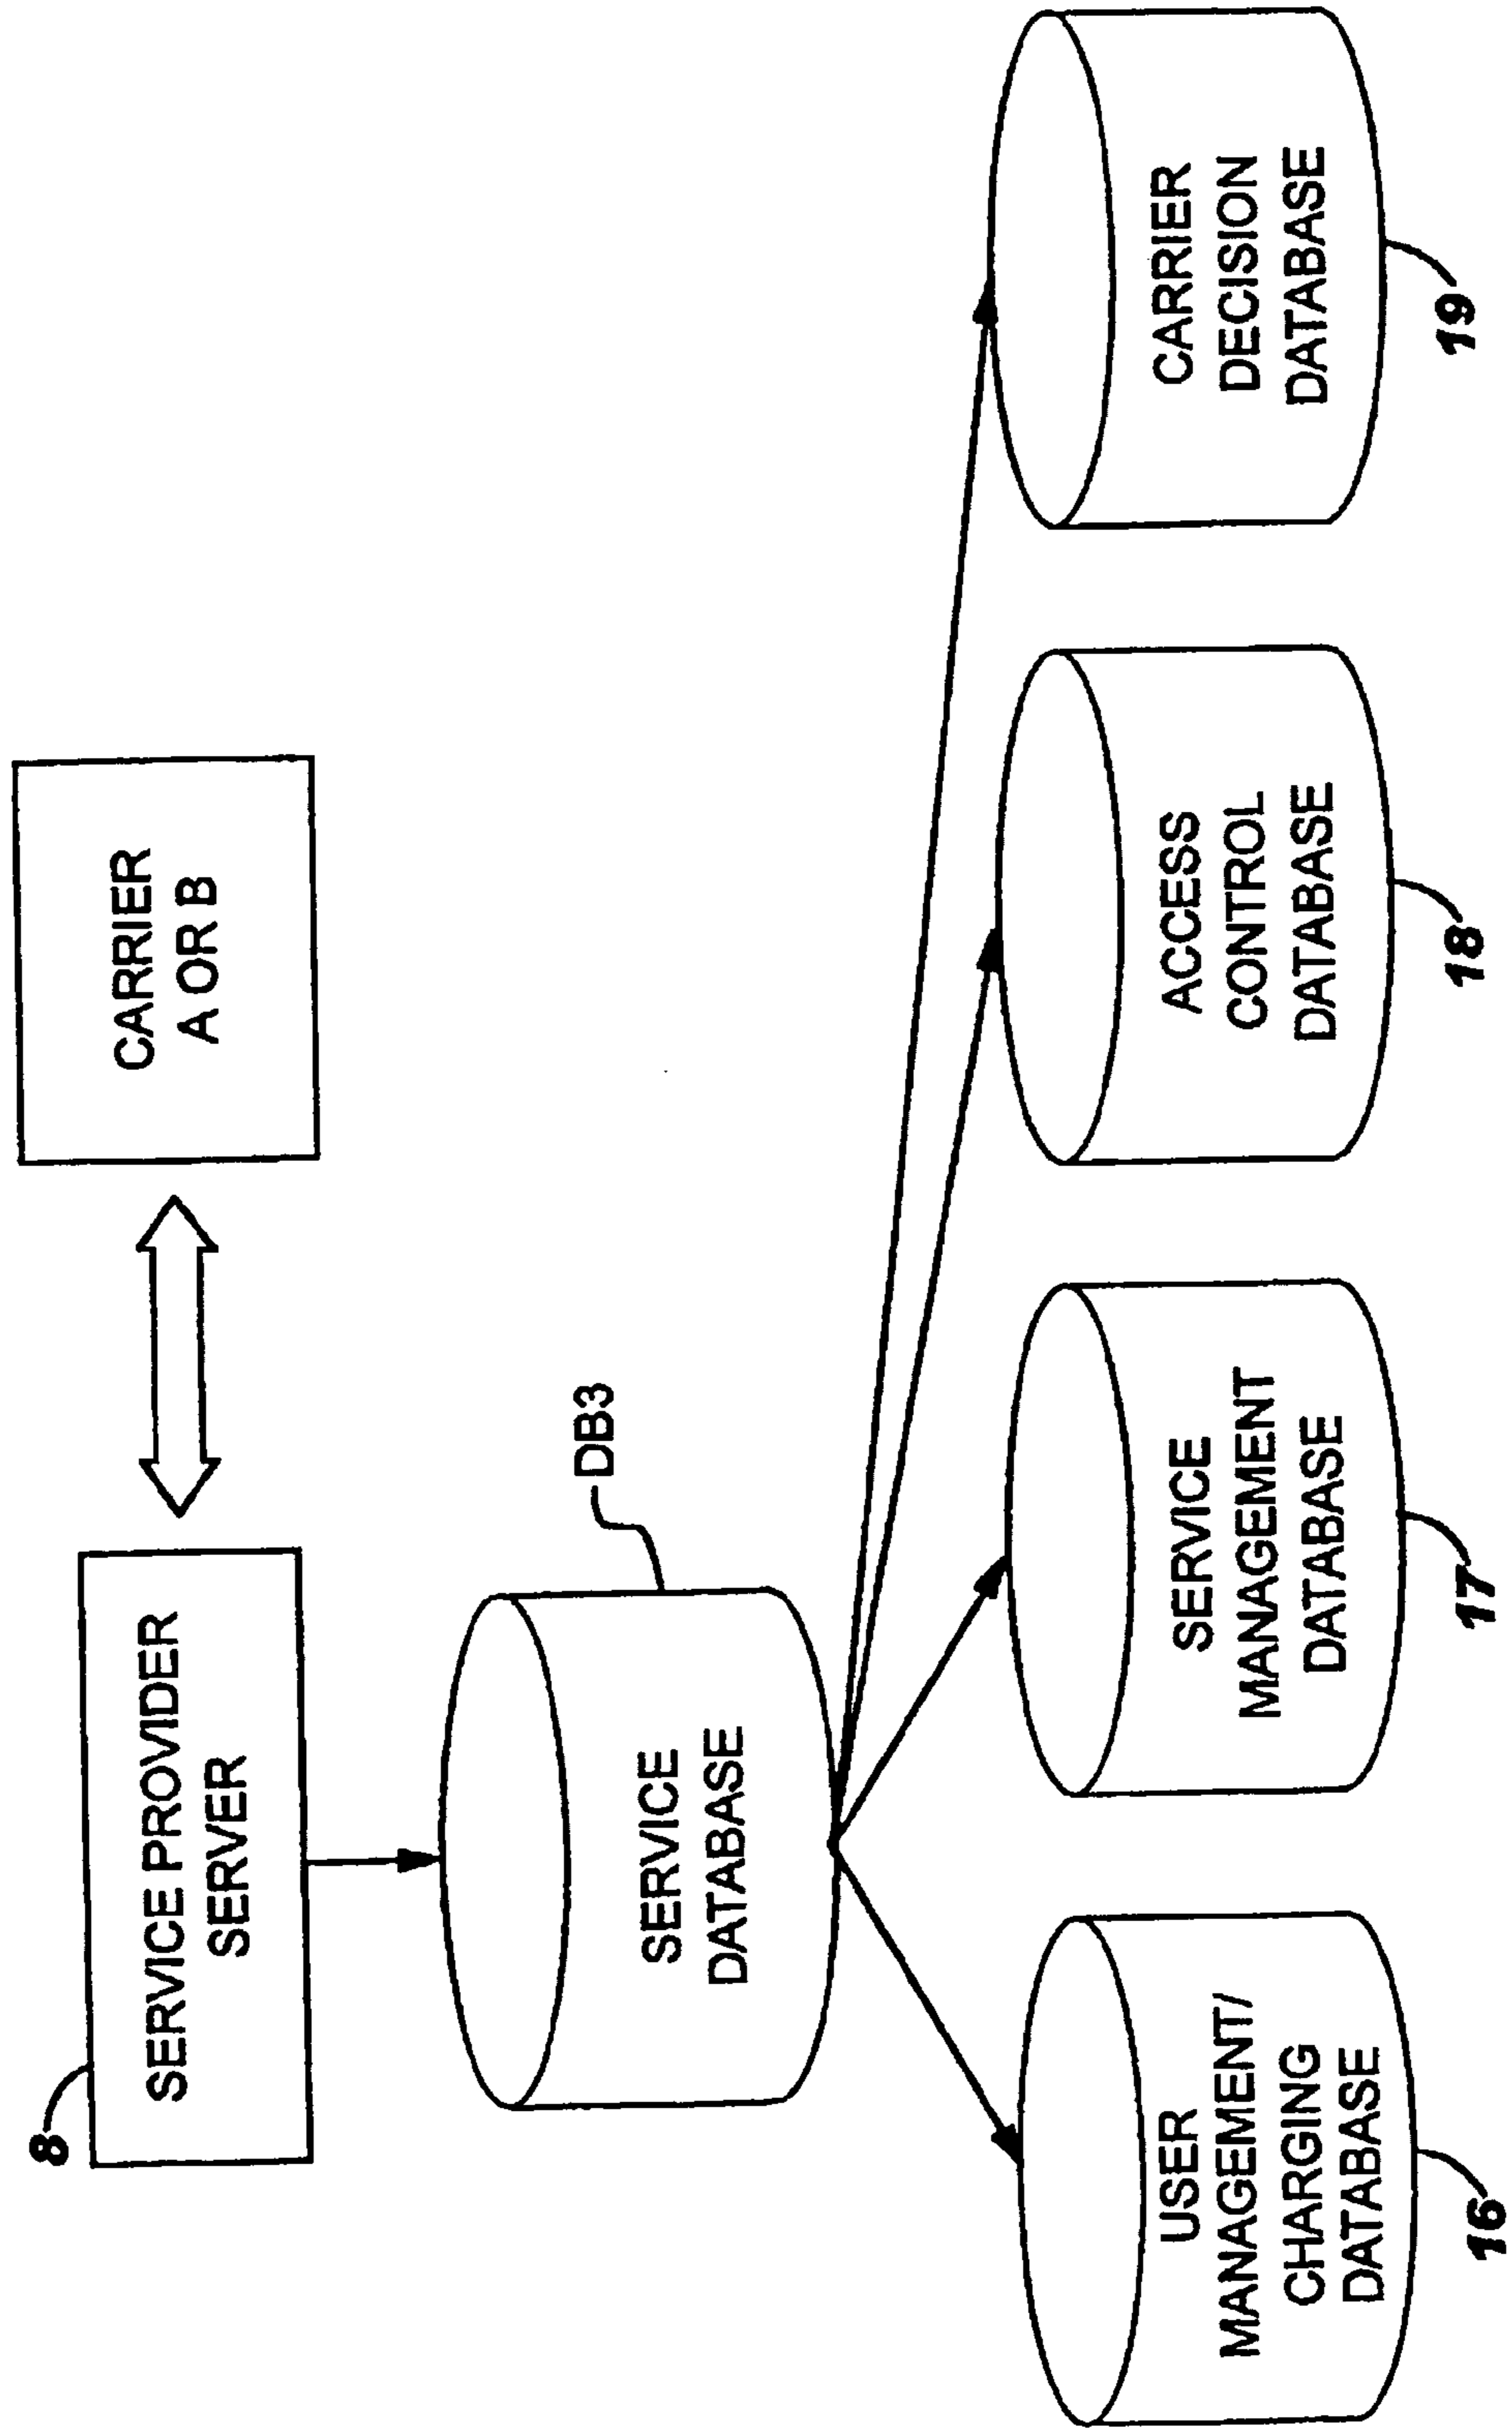 8
SERVICE PROVIDER
SERVER
CARRIER
A OR B
DB3
SERVICE
DATABASE
USER
MANAGEMENT/
CHARGING
DATABASE
16
SERVICE
MANAGEMENT
DATABASE
17
ACCESS
CONTROL
DATABASE
18
CARRIER
DECISION
DATABASE
19